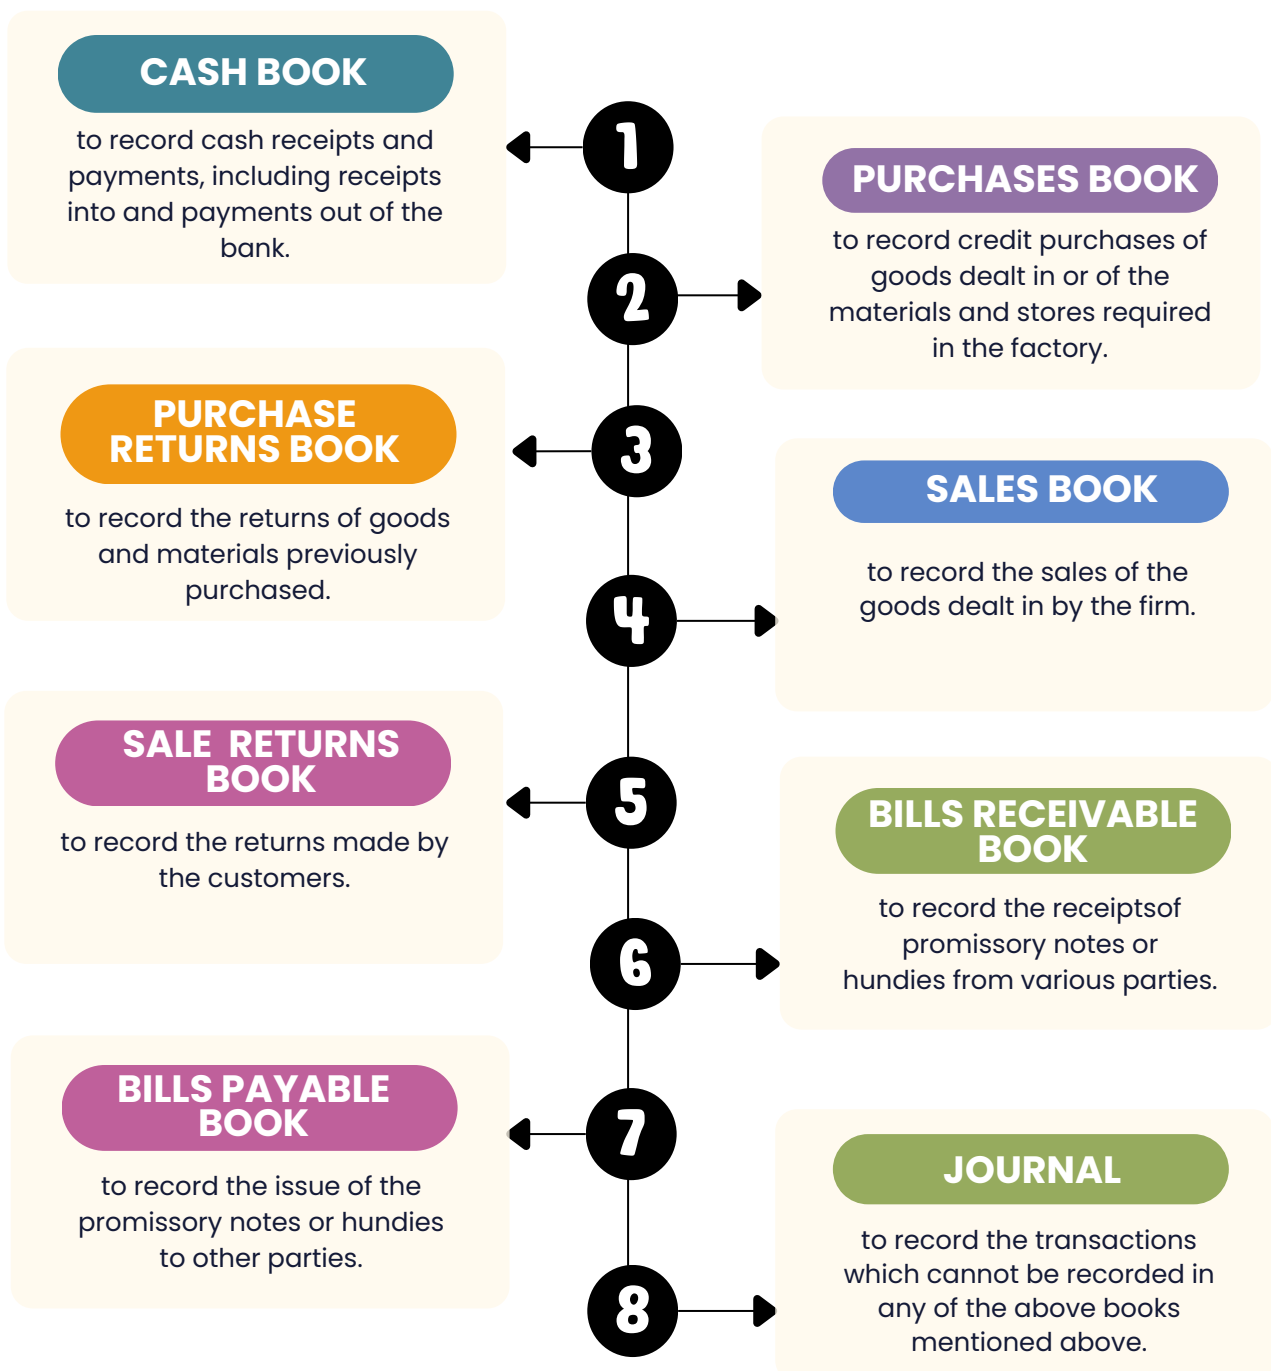 CASH BOOK
to record cash receipts and
payments, including receipts
into and payments out of the
bank.
1
PURCHASES BOOK
to record credit purchases of
goods dealt in or of the
materials and stores required
in the factory.
2
PURCHASE
RETURNS BOOK
to record the returns of goods
and materials previously
purchased.
3
SALES BOOK
to record the sales of the
goods dealt in by the firm.
4
SALE RETURNS
BOOK
to record the returns made by
the customers.
5
BILLS RECEIVABLE
BOOK
to record the receiptsof
promissory notes or
hundies from various parties.
6
BILLS PAYABLE
BOOK
to record the issue of the
promissory notes or hundies
to other parties.
7
JOURNAL
to record the transactions
which cannot be recorded in
any of the above books
mentioned above.
8